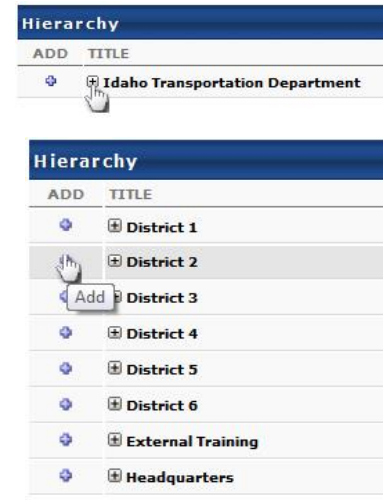 Hierarchy
ADD TITLE
Idaho Transportation Department
Hierarchy
ADD TITLE
District 1
District 2
Add District 3
District 4
District 5
District 6
External Training
Headquarters